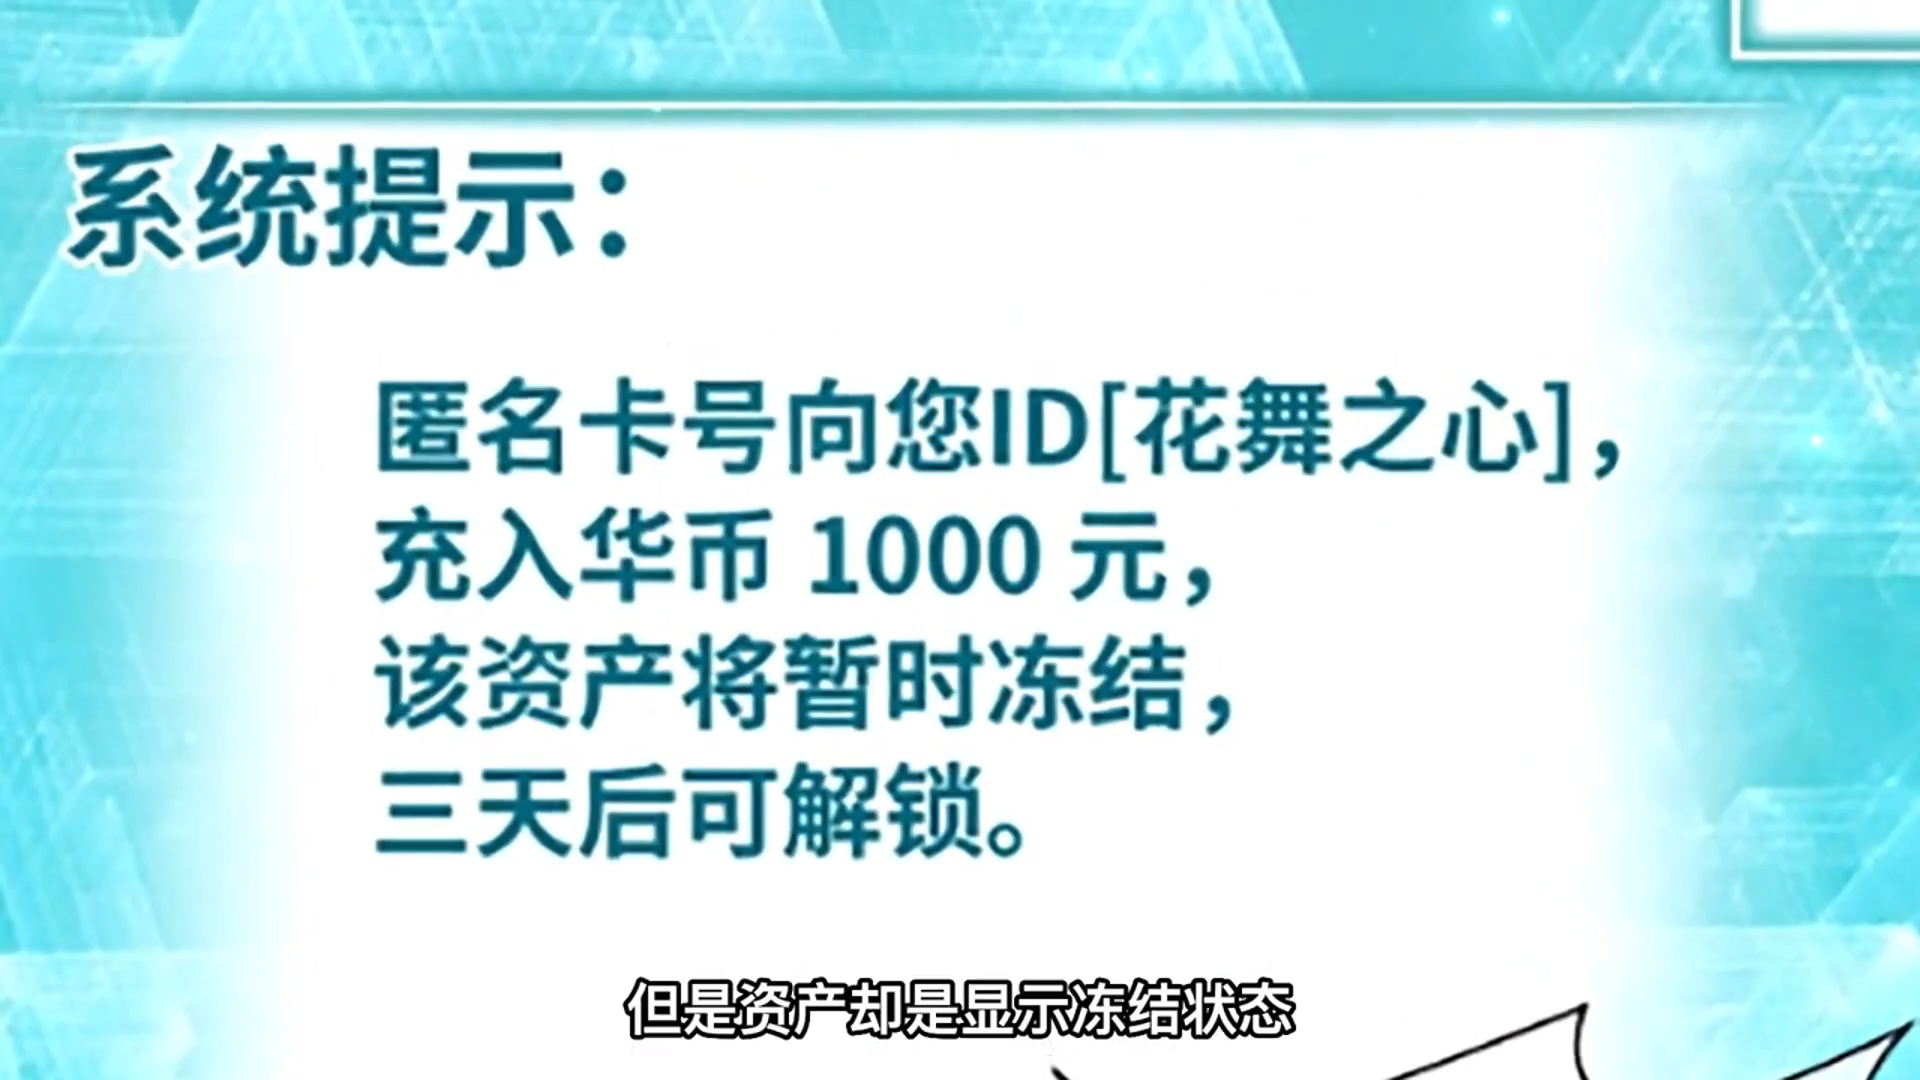 系统提示：
匿名卡号向您ID[花舞之心]，
充入华币 1000 元，
该资产将暂时冻结，
三天后可解锁。
但是资产却是显示冻结状态